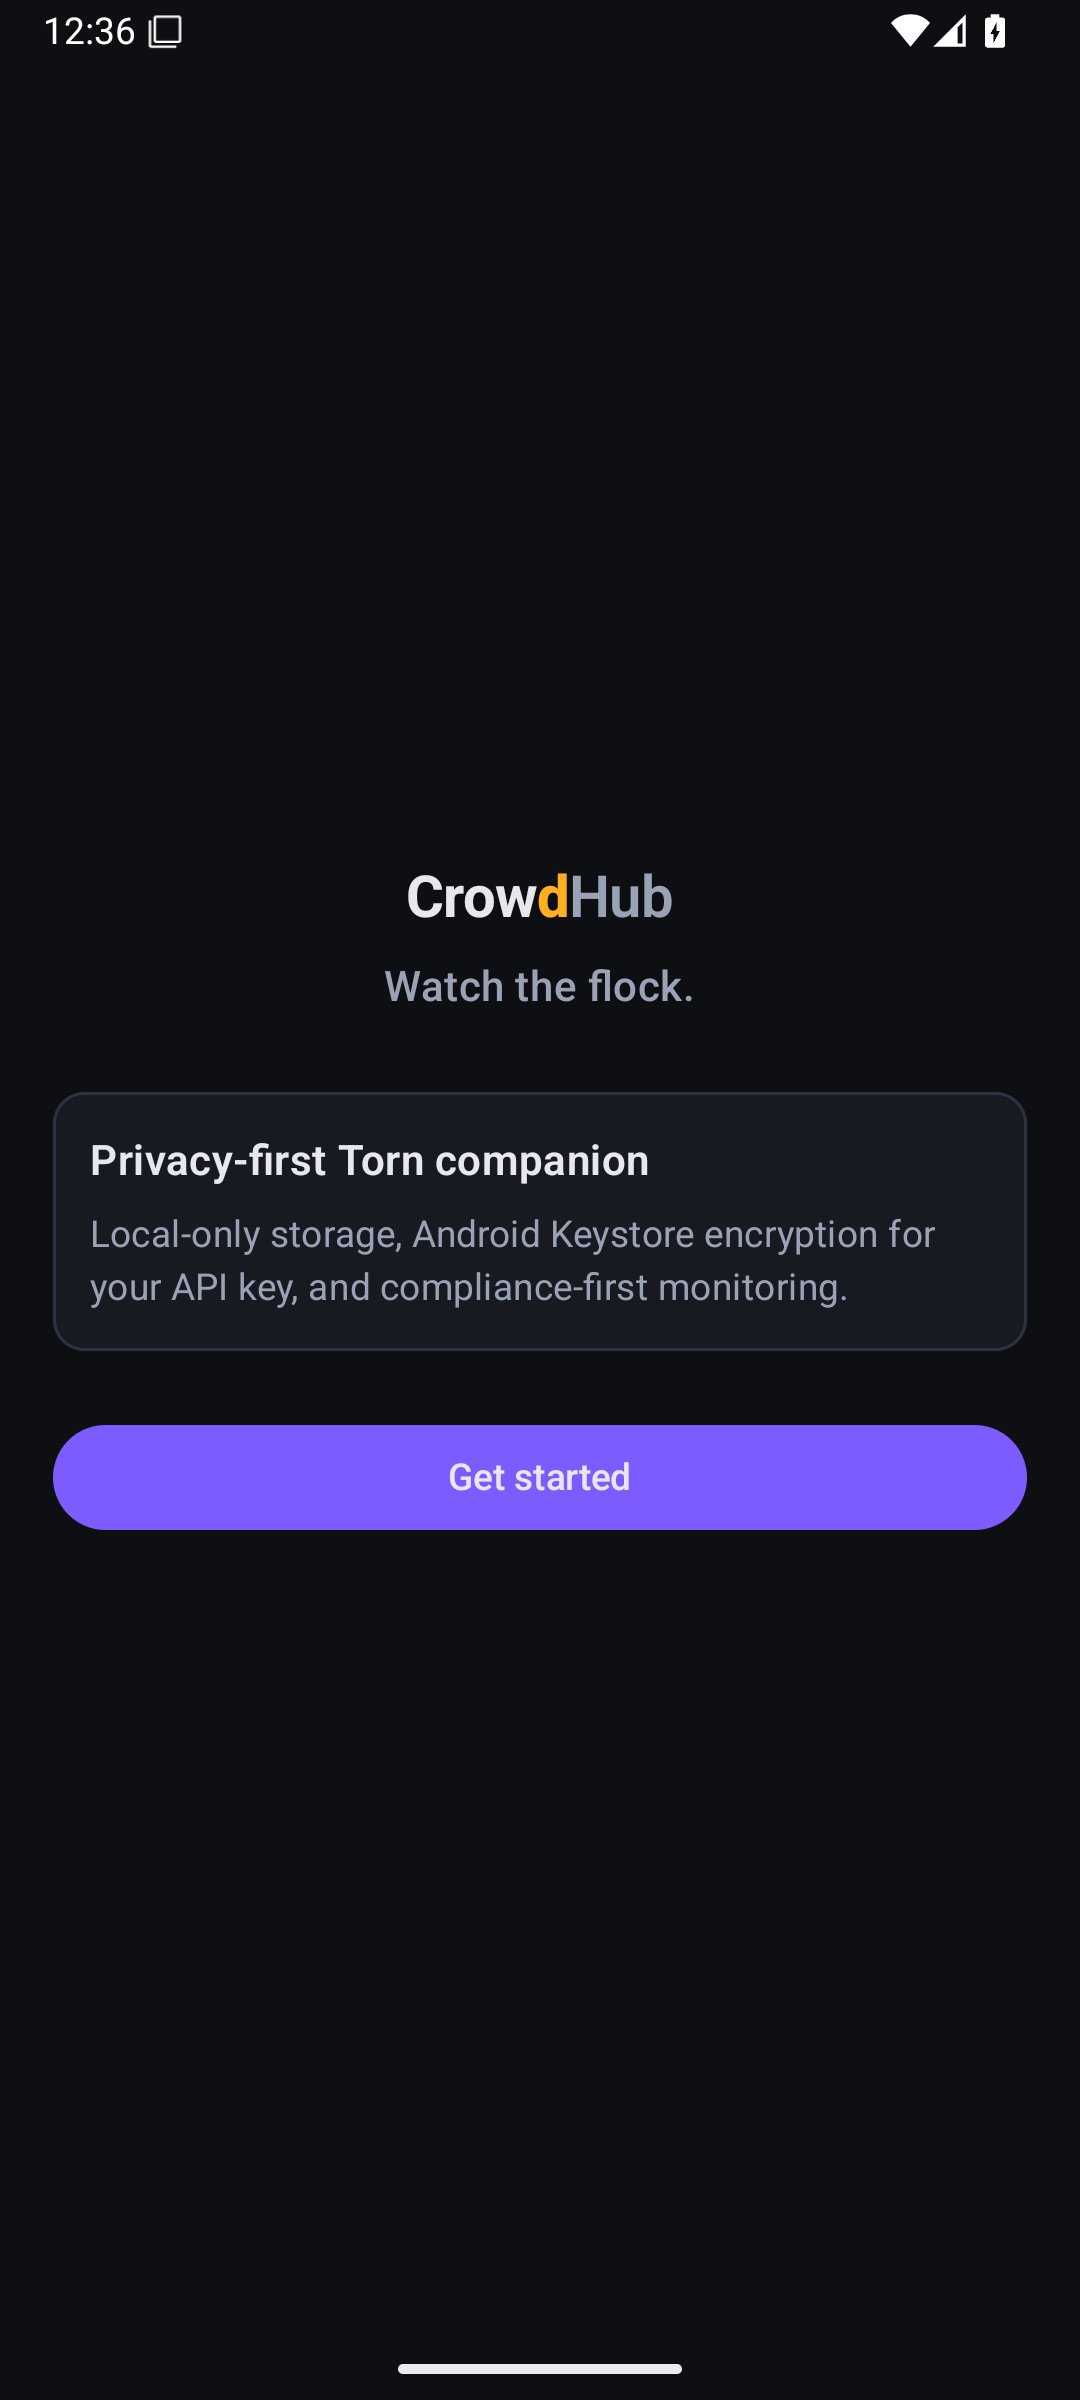 12:36
CrowdHub
Watch the flock.
Privacy-first Torn companion
Local-only storage, Android Keystore encryption for
your API key, and compliance-first monitoring.
Get started